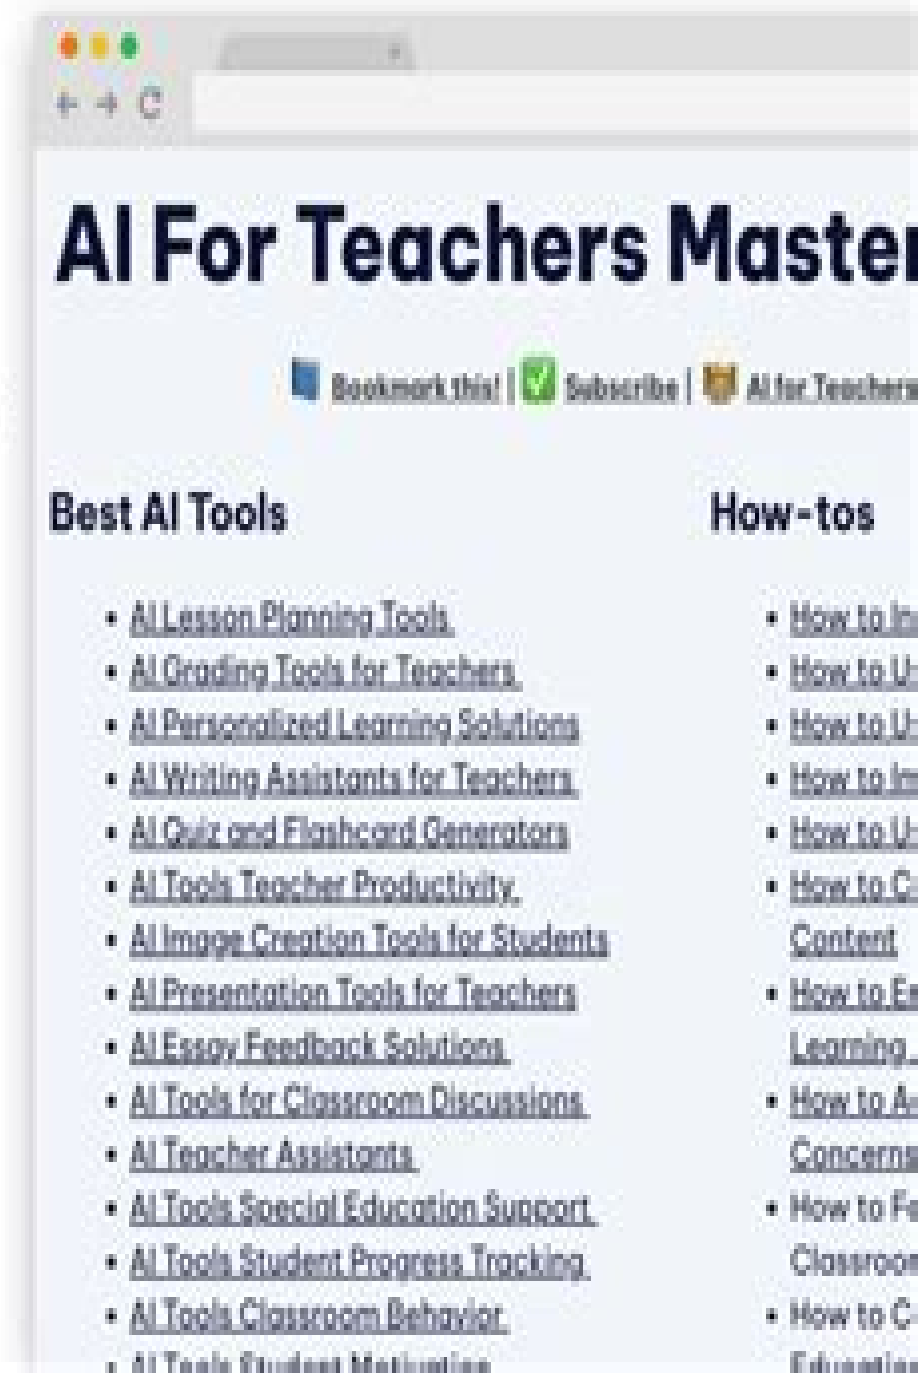 AI For Teachers Master
Bookmark this! | Subscribe | AI for Teachers
Best AI Tools
• AI Lesson Planning Tools
• AI Grading Tools for Teachers
• AI Personalized Learning Solutions
• AI Writing Assistants for Teachers
• AI Quiz and Flashcard Generators
• AI Tools Teacher Productivity
• AI Image Creation Tools for Students
• AI Presentation Tools for Teachers
• AI Essay Feedback Solutions
• AI Tools for Classroom Discussions
• AI Teacher Assistants
• AI Tools Special Education Support
• AI Tools Student Progress Tracking
• AI Tools Classroom Behavior
• AI Tools Student Motivation
How-tos
• How to
• How to
• How to
• How to
• How to
• How to
Content
• How to
Learning
• How to
Concerns
• How to
Classroom
• How to